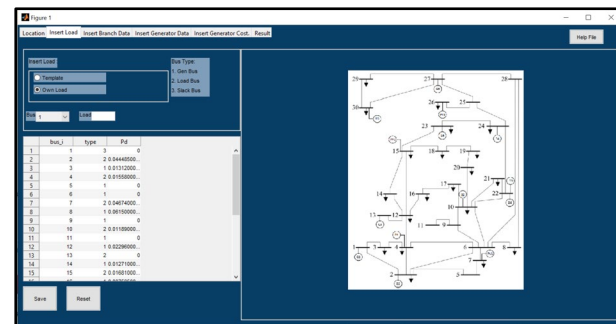 Figure 1
Location Insert Load Insert Branch Data Insert Generator Data Insert Generator Cost. Result
Help File
Insert Load
Template
Own Load
Bus Type:
1. Gen Bus
2. Load Bus
3. Slack Bus
Bus 1 Load
bus_i type Pd
1 1 3 0
2 2 2 0.04448500...
3 3 1 0.01312000...
4 4 2 0.01558000...
5 5 1 0
6 6 1 0
7 7 2 0.04674000...
8 8 1 0.06150000...
9 9 1 0
10 10 2 0.01189000...
11 11 1 0
12 12 1 0.02296000...
13 13 2 0
14 14 1 0.01271000...
15 15 2 0.01681000...
Save Reset
29 27 28
30 26 25
23 24
15 18 19
20
17 21
14 16 22
10
13 12 11 9
1 3 4 6 8
7
2 5